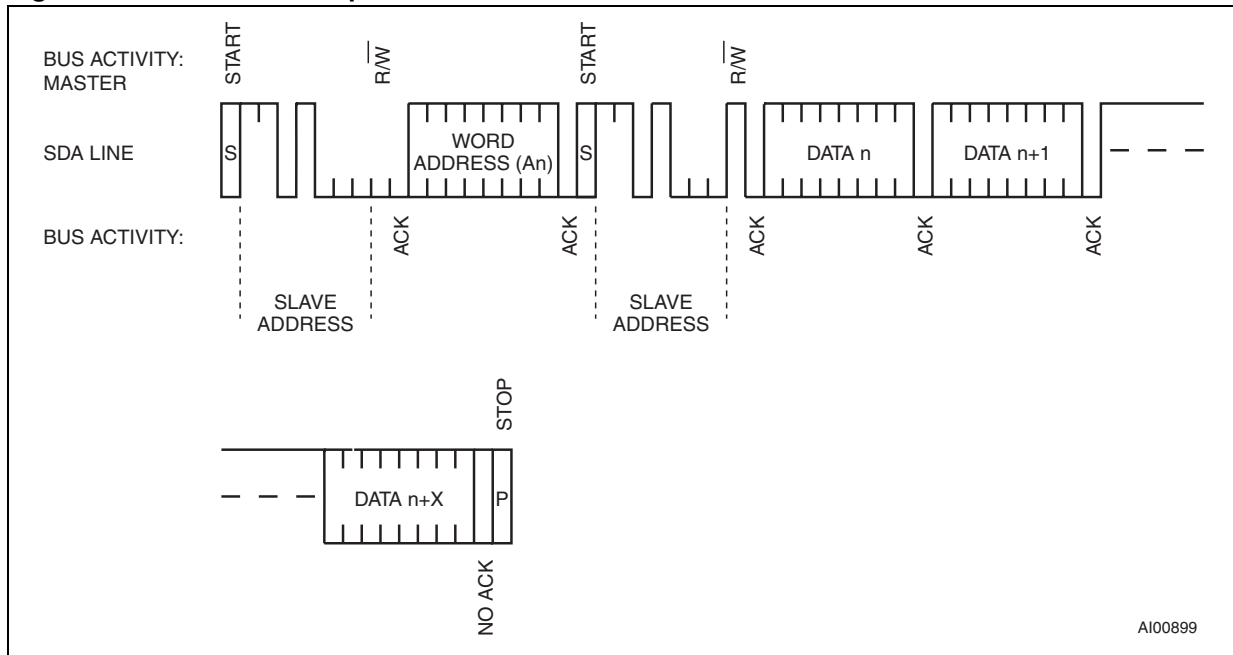 BUS ACTIVITY:
MASTER
START
R/W
START
R/W
SDA LINE
S
WORD
ADDRESS (An)
S
DATA n
DATA n+1
BUS ACTIVITY:
ACK
ACK
ACK
ACK
ACK
SLAVE
ADDRESS
SLAVE
ADDRESS
STOP
DATA n+X
P
NO ACK
AI00899